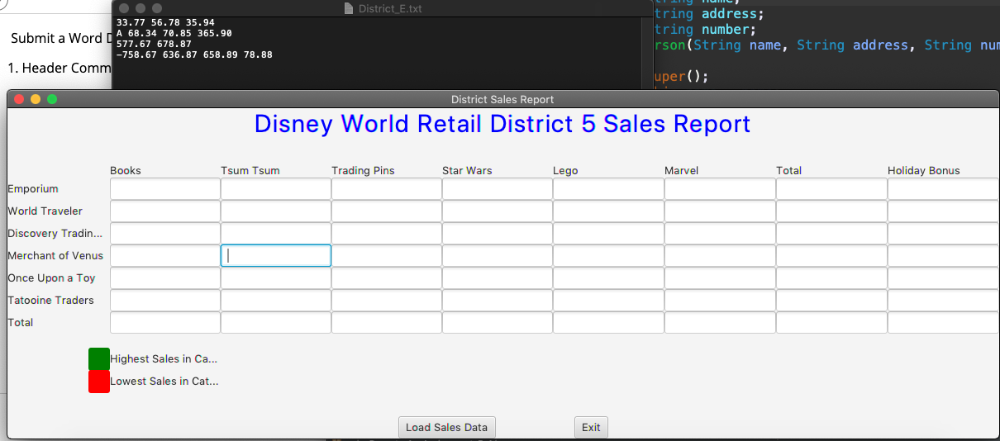 District_E.txt
33.77 56.78 35.94
A 68.34 70.85 365.90
577.67 678.87
-758.67 636.87 658.89 78.88
Submit a Word
1. Header Comm
tring address;
tring number;
rson(String name, String address, String num
uper();
District Sales Report
Disney World Retail District 5 Sales Report
Books Tsum Tsum Trading Pins Star Wars Lego Marvel Total Holiday Bonus
Emporium
World Traveler
Discovery Tradin...
Merchant of Venus
Once Upon a Toy
Tatooine Traders
Total
Highest Sales in Ca...
Lowest Sales in Cat...
Load Sales Data Exit